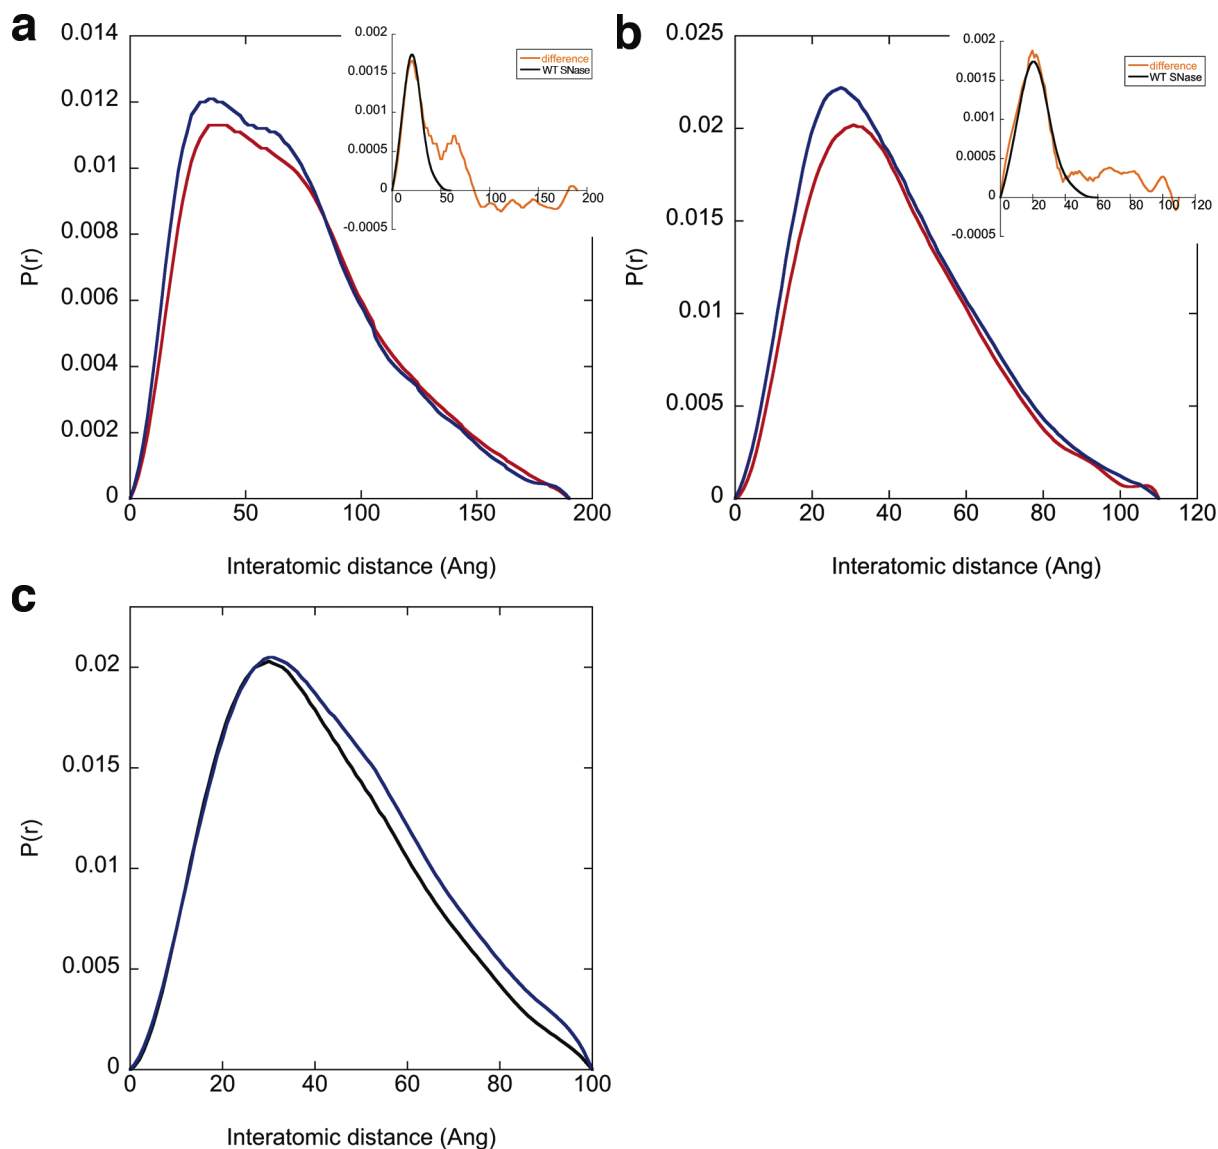 a
0.014
0.012
0.01
0.008
0.006
0.004
0.002
0
P(r)
0 50 100 150 200
Interatomic distance (Ang)
0.002
0.0015
0.001
0.0005
0
-0.0005
0 50 100 150 200
difference
WT SNase
b
0.025
0.02
0.015
0.01
0.005
0
P(r)
0 20 40 60 80 100 120
Interatomic distance (Ang)
0.002
0.0015
0.001
0.0005
0
-0.0005
0 20 40 60 80 100 120
difference
WT SNase
c
0.02
0.015
0.01
0.005
0
P(r)
0 20 40 60 80 100
Interatomic distance (Ang)